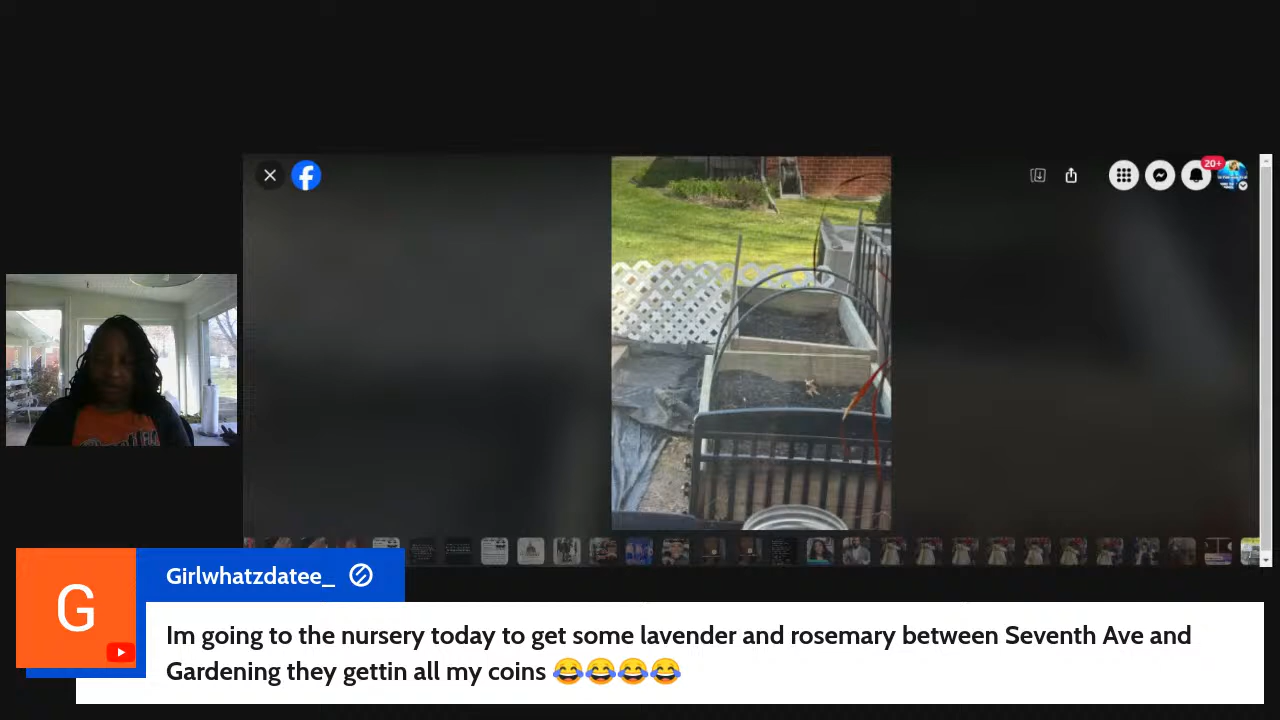 20+
G
Girlwhatzdatee_
Im going to the nursery today to get some lavender and rosemary between Seventh Ave and
Gardening they gettin all my coins 😂😂😂😂